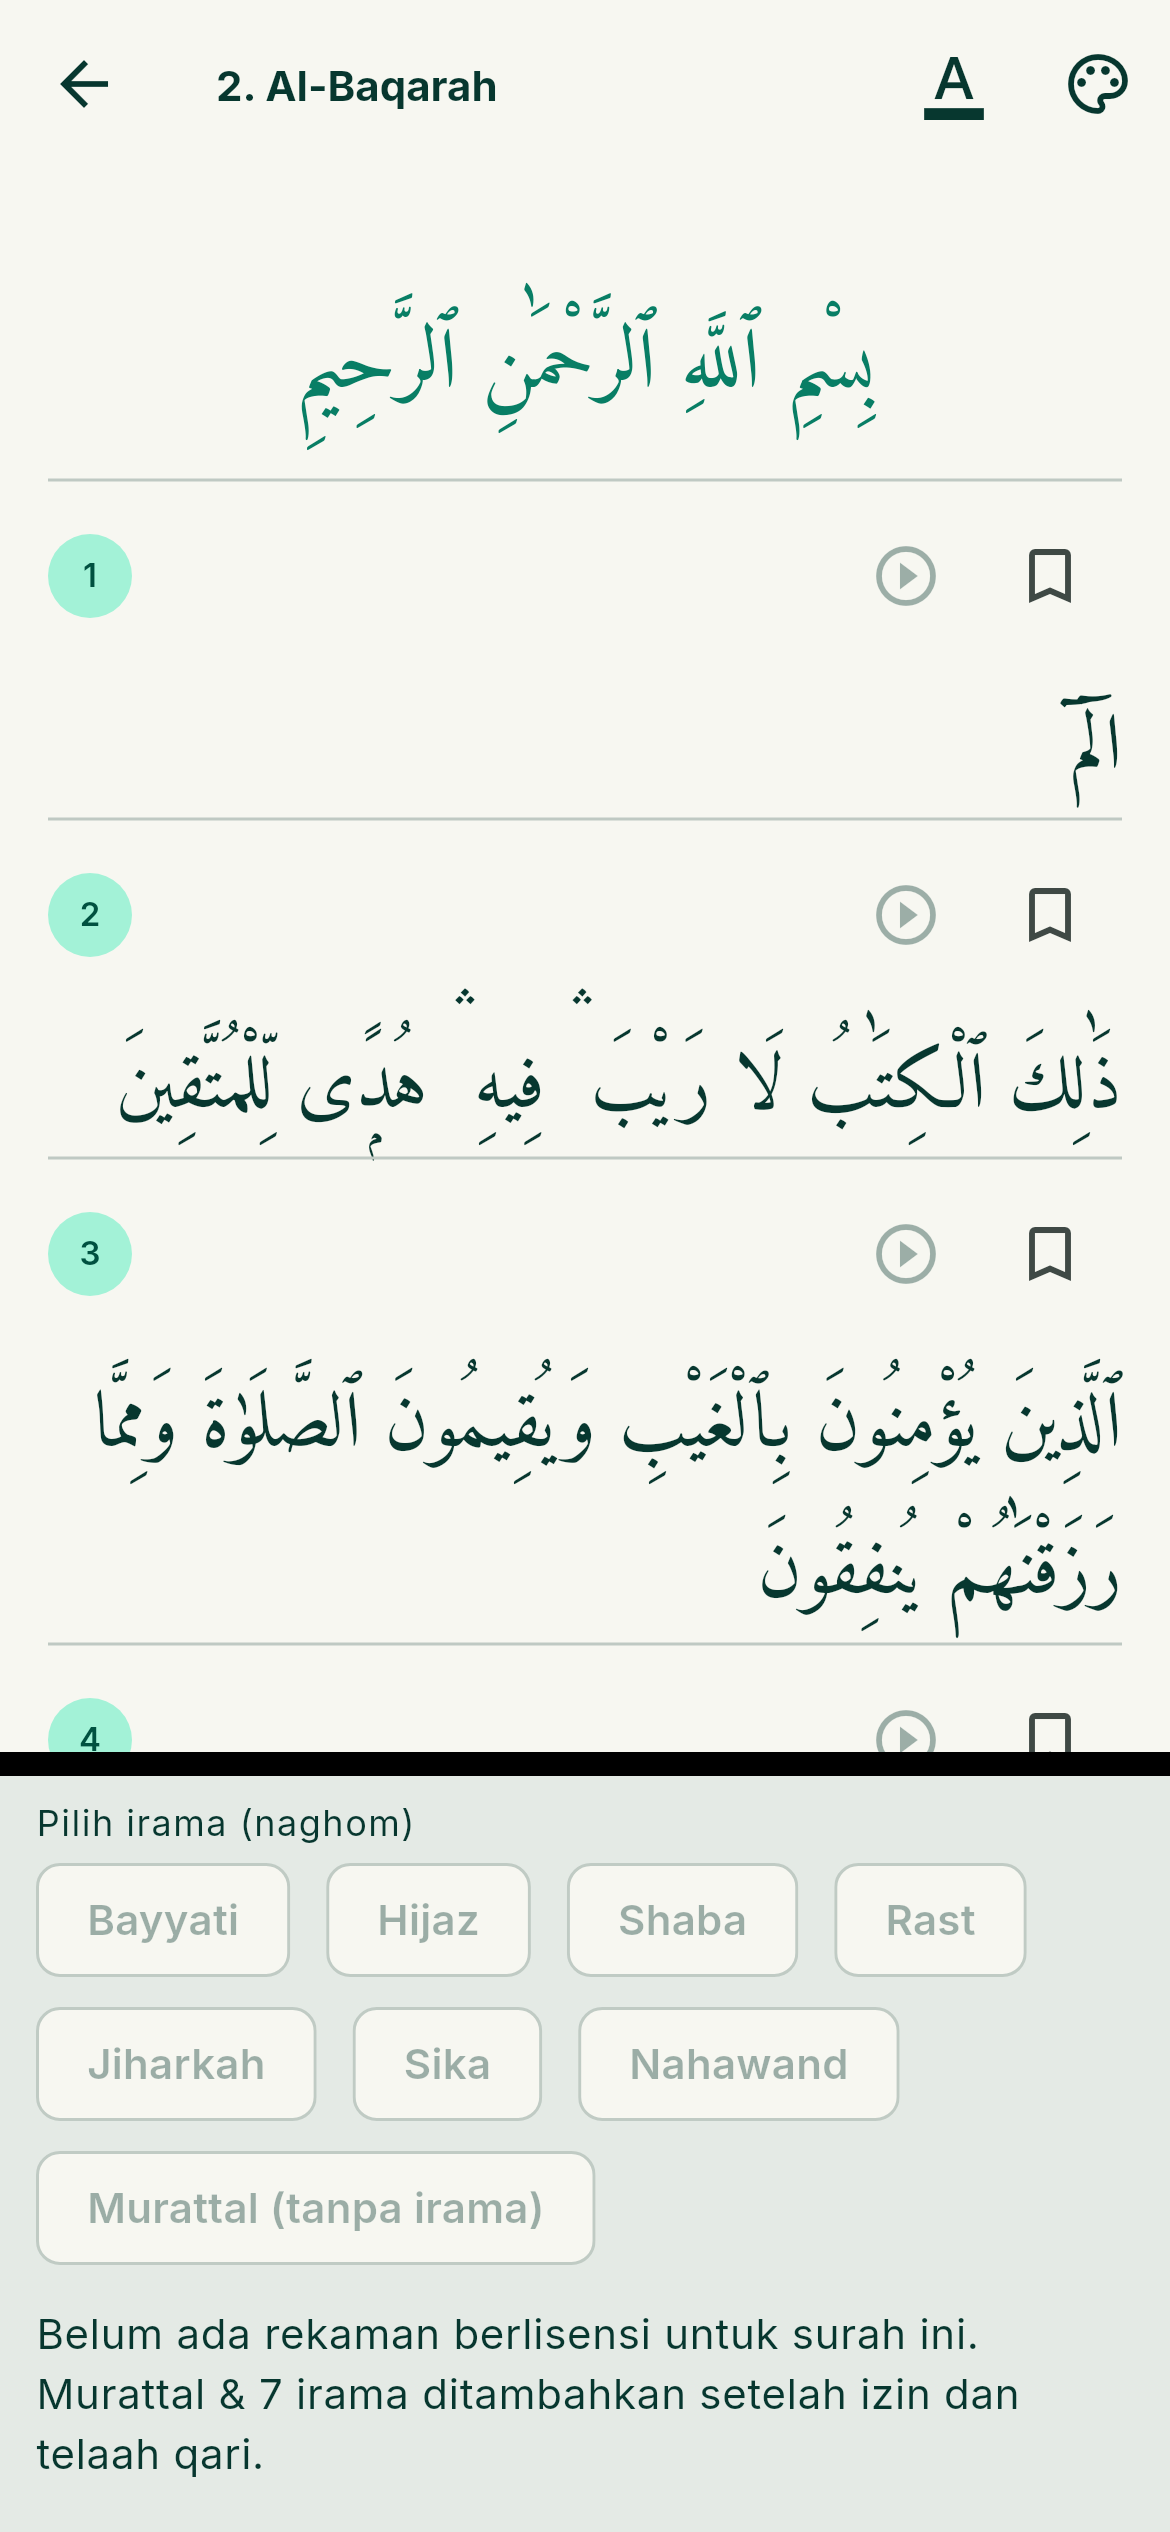 2. Al-Baqarah
A
بِسْمِ ٱللَّهِ ٱلرَّحْمَٰنِ ٱلرَّحِيمِ
1
الٓمٓ
2
ذَٰلِكَ ٱلْكِتَٰبُ لَا رَيْبَ ۛ فِيهِ ۛ هُدًۭى لِّلْمُتَّقِينَ
3
ٱلَّذِينَ يُؤْمِنُونَ بِٱلْغَيْبِ وَيُقِيمُونَ ٱلصَّلَوٰةَ وَمِمَّا
رَزَقْنَٰهُمْ يُنفِقُونَ
4
Pilih irama (naghom)
Bayyati Hijaz Shaba Rast
Jiharkah Sika Nahawand
Murattal (tanpa irama)
Belum ada rekaman berlisensi untuk surah ini.
Murattal & 7 irama ditambahkan setelah izin dan
telaah qari.